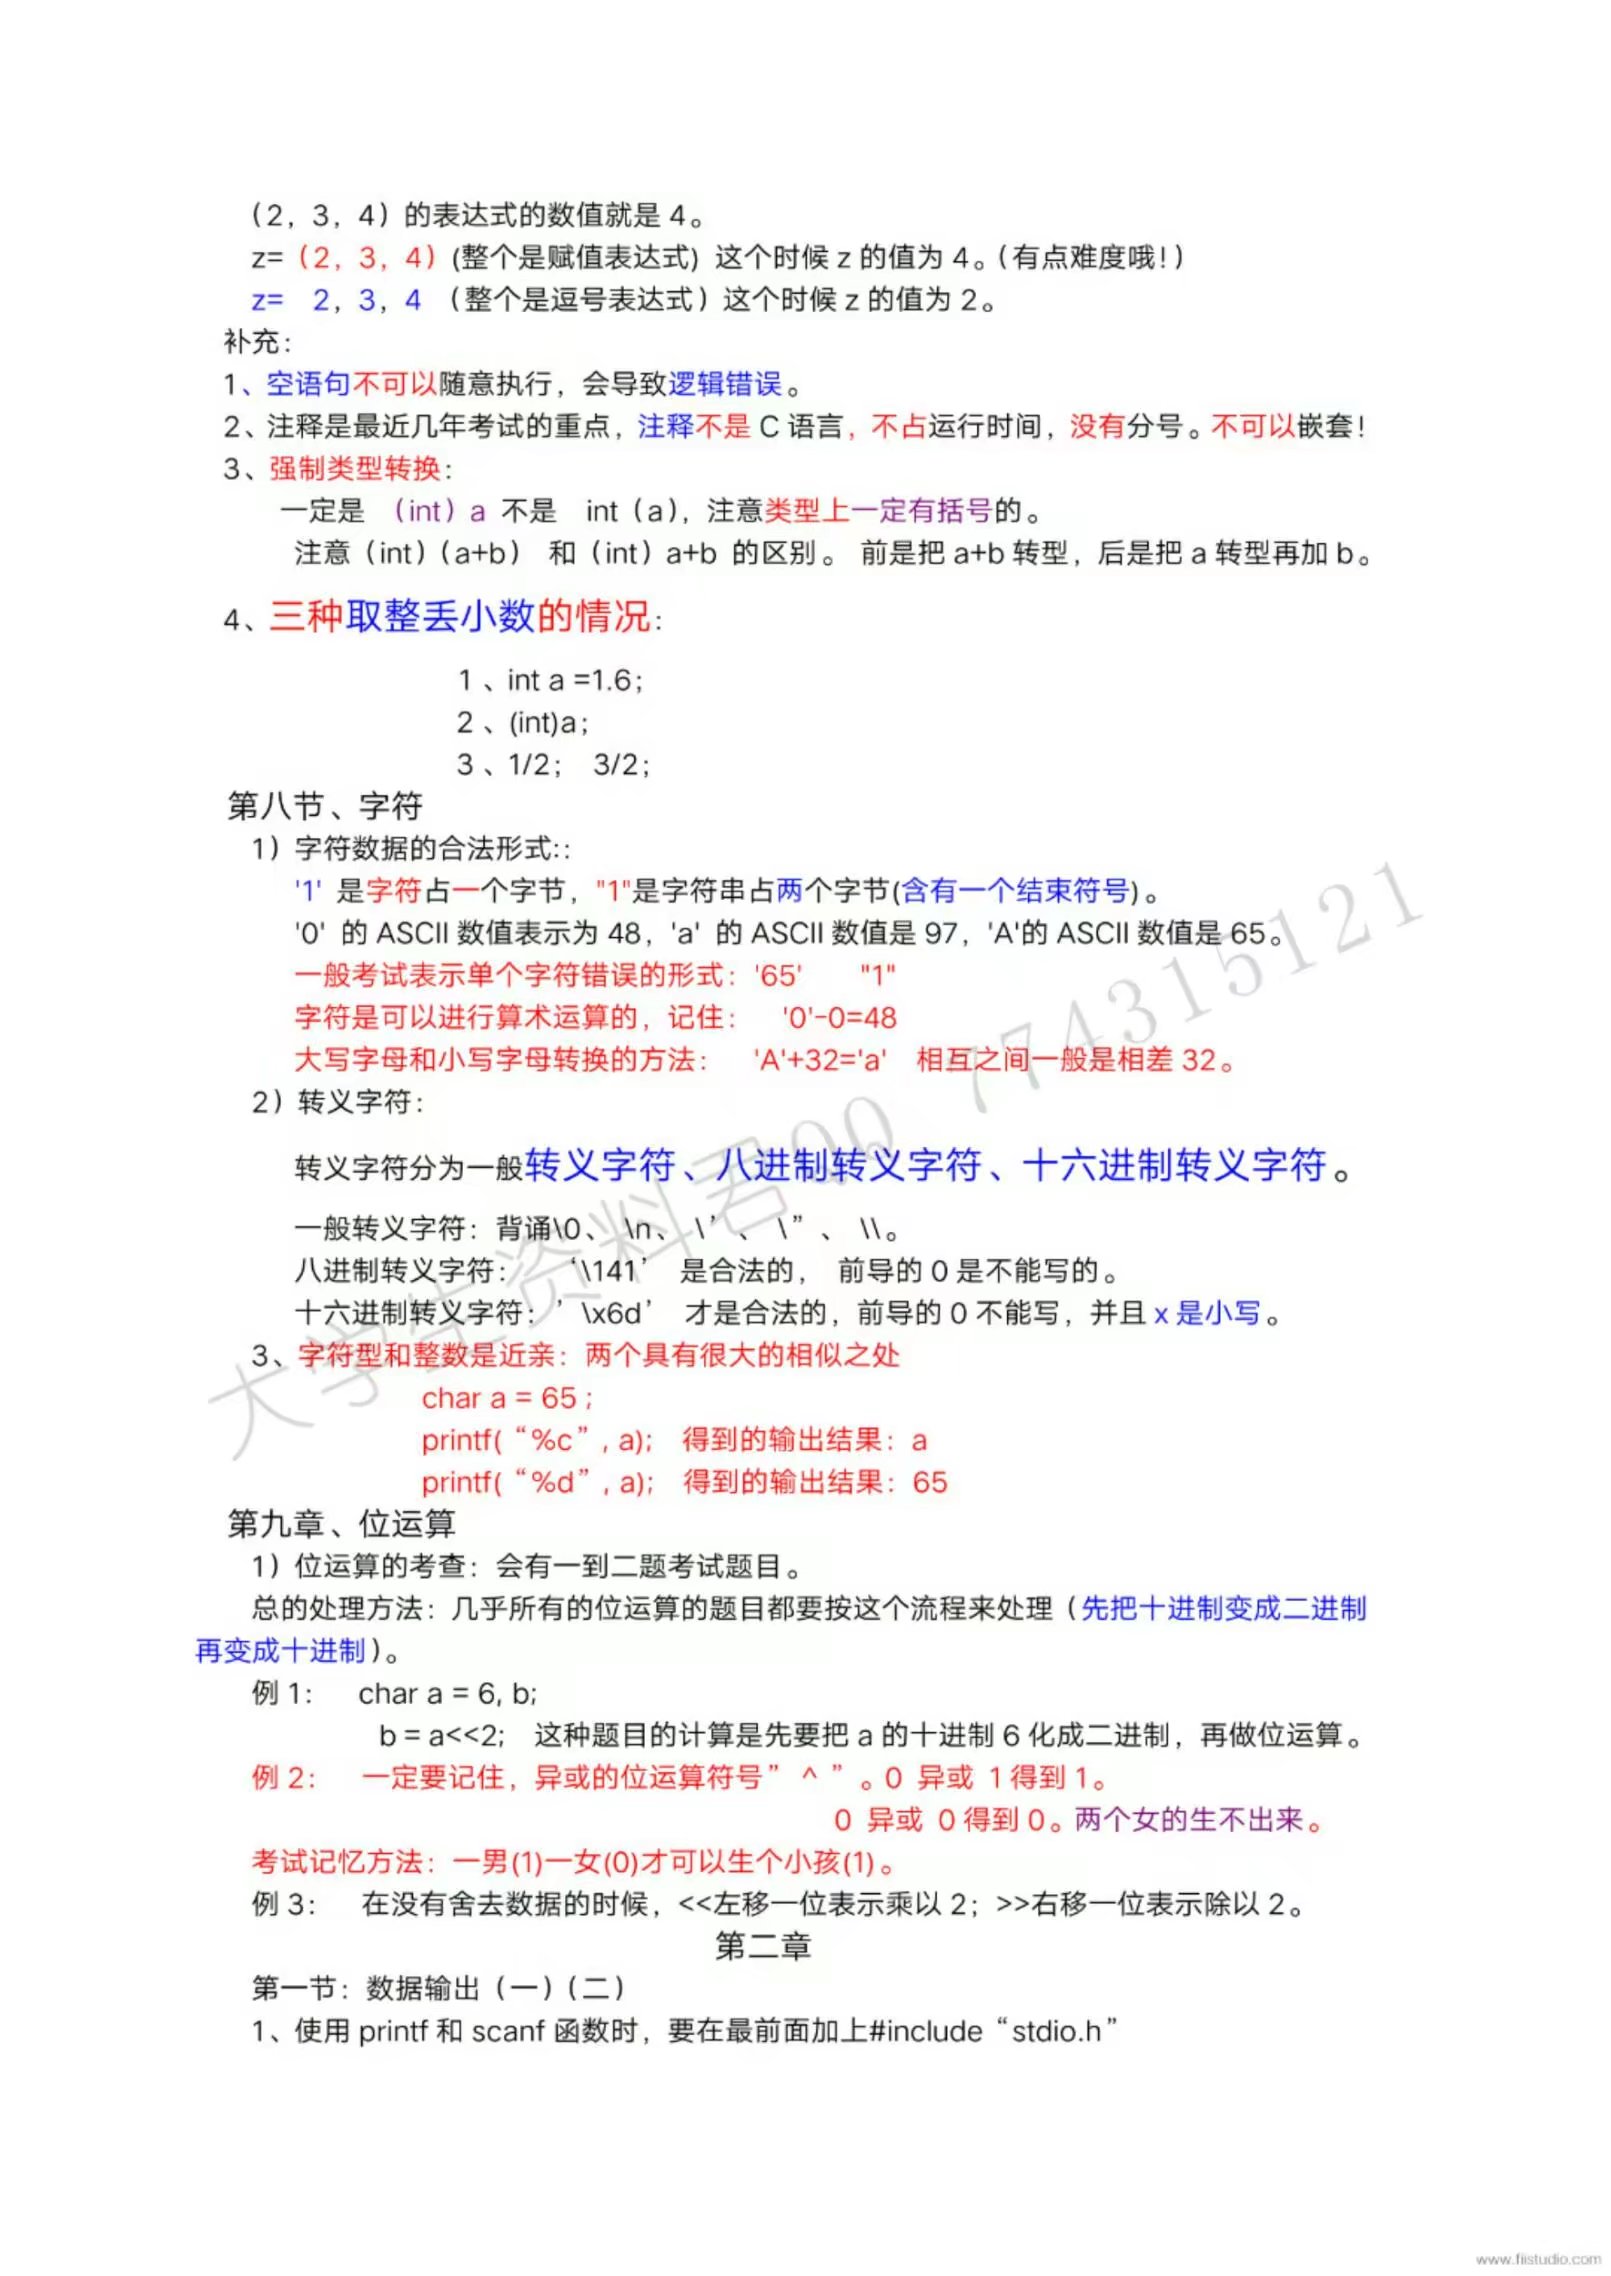 （2，3，4）的表达式的数值就是 4。
z=（2，3，4）(整个是赋值表达式) 这个时候 z 的值为 4。（有点难度哦！）
z= 2，3，4 （整个是逗号表达式）这个时候 z 的值为 2。
补充：
1、空语句不可以随意执行，会导致逻辑错误。
2、注释是最近几年考试的重点，注释不是 C 语言，不占运行时间，没有分号。不可以嵌套！
3、强制类型转换：
一定是 （int）a 不是 int（a），注意类型上一定有括号的。
注意（int）（a+b） 和（int）a+b 的区别。 前是把 a+b 转型，后是把 a 转型再加 b。
4、三种取整丢小数的情况：
1 、int a =1.6；
2 、(int)a；
3 、1/2； 3/2；
第八节、字符
1）字符数据的合法形式：:
'1' 是字符占一个字节，"1"是字符串占两个字节(含有一个结束符号)。
'0' 的 ASCII 数值表示为 48，'a' 的 ASCII 数值是 97，'A'的 ASCII 数值是 65。
一般考试表示单个字符错误的形式：'65' "1"
字符是可以进行算术运算的，记住： '0'-0=48
大写字母和小写字母转换的方法： 'A'+32='a' 相互之间一般是相差 32。
2）转义字符：
转义字符分为一般转义字符、八进制转义字符、十六进制转义字符。
一般转义字符：背诵\0、 \n、 \’、 \”、 \\。
八进制转义字符： ‘\141’ 是合法的， 前导的 0 是不能写的。
十六进制转义字符：’\x6d’ 才是合法的，前导的 0 不能写，并且 x 是小写。
3、字符型和整数是近亲：两个具有很大的相似之处
char a = 65 ;
printf(“%c”, a); 得到的输出结果：a
printf(“%d”, a); 得到的输出结果：65
第九章、位运算
1）位运算的考查：会有一到二题考试题目。
总的处理方法：几乎所有的位运算的题目都要按这个流程来处理（先把十进制变成二进制
再变成十进制）。
例 1： char a = 6, b;
b = a<<2; 这种题目的计算是先要把 a 的十进制 6 化成二进制，再做位运算。
例 2： 一定要记住，异或的位运算符号” ^ ”。0 异或 1 得到 1。
0 异或 0 得到 0。两个女的生不出来。
考试记忆方法：一男(1)一女(0)才可以生个小孩(1)。
例 3： 在没有舍去数据的时候，<<左移一位表示乘以 2；>>右移一位表示除以 2。
第二章
第一节：数据输出（一）（二）
1、使用 printf 和 scanf 函数时，要在最前面加上#include“stdio.h”
大学生资料君QQ 774315121
www.fiistudio.com